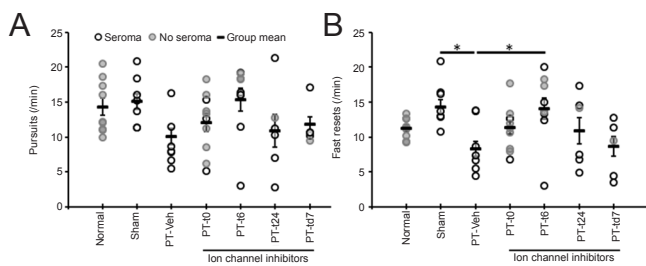 A
B
Seroma
No seroma
Group mean
Pursuits (/min)
25
20
15
10
5
0
Normal
Sham
PT-Veh
PT-t0
PT-t6
PT-t24
PT-td7
Ion channel inhibitors
Fast resets (/min)
25
20
15
10
5
0
*
*
Normal
Sham
PT-Veh
PT-t0
PT-t6
PT-t24
PT-td7
Ion channel inhibitors